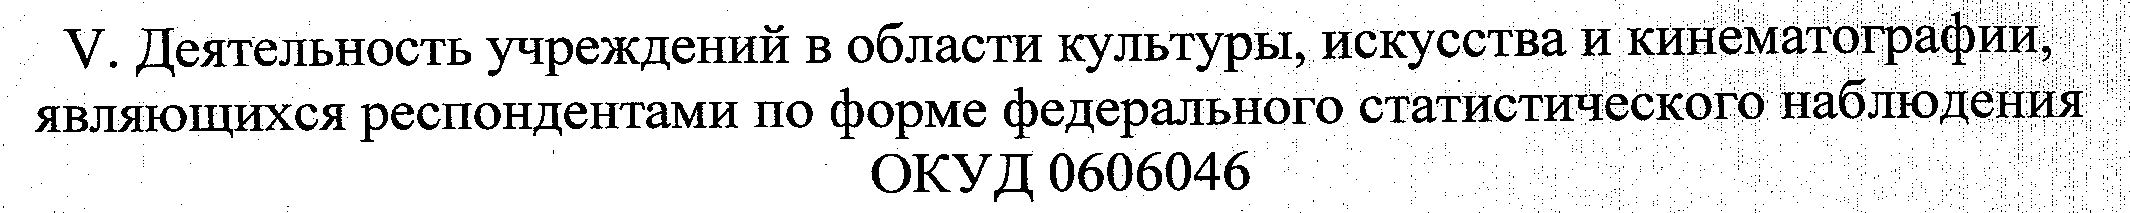 V. Деятельность учреждений в области культуры, искусства и кинематографии,
являющихся респондентами по форме федерального статистического наблюдения
ОКУД 0606046